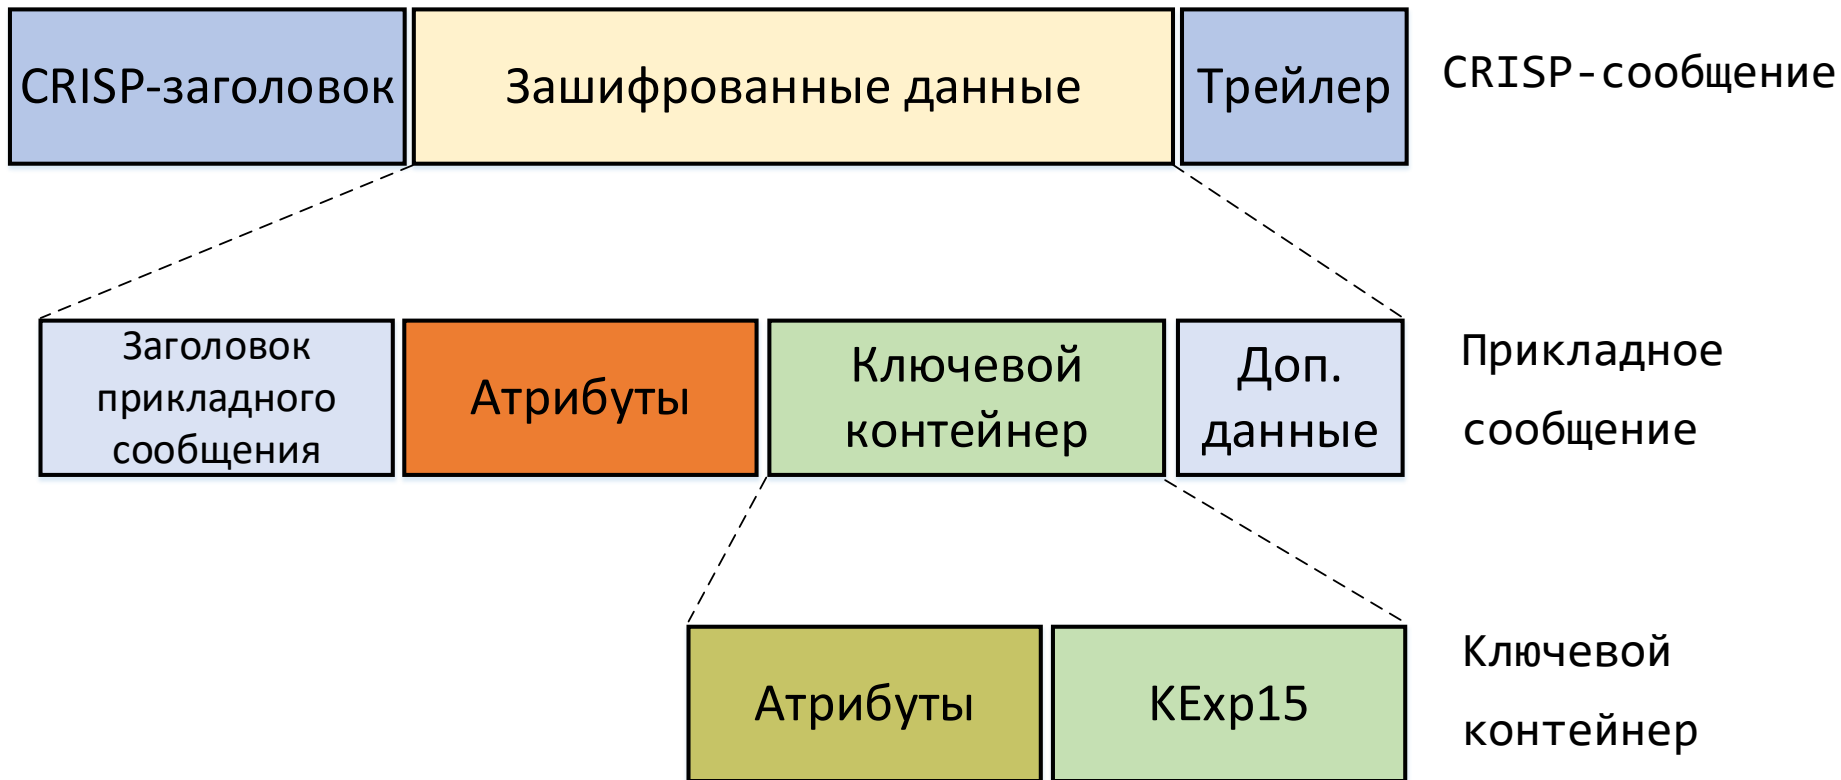 CRISP-заголовок
Зашифрованные данные
Трейлер
CRISP-сообщение
Заголовок
прикладного
сообщения
Атрибуты
Ключевой
контейнер
Доп.
данные
Прикладное
сообщение
Атрибуты
KExp15
Ключевой
контейнер